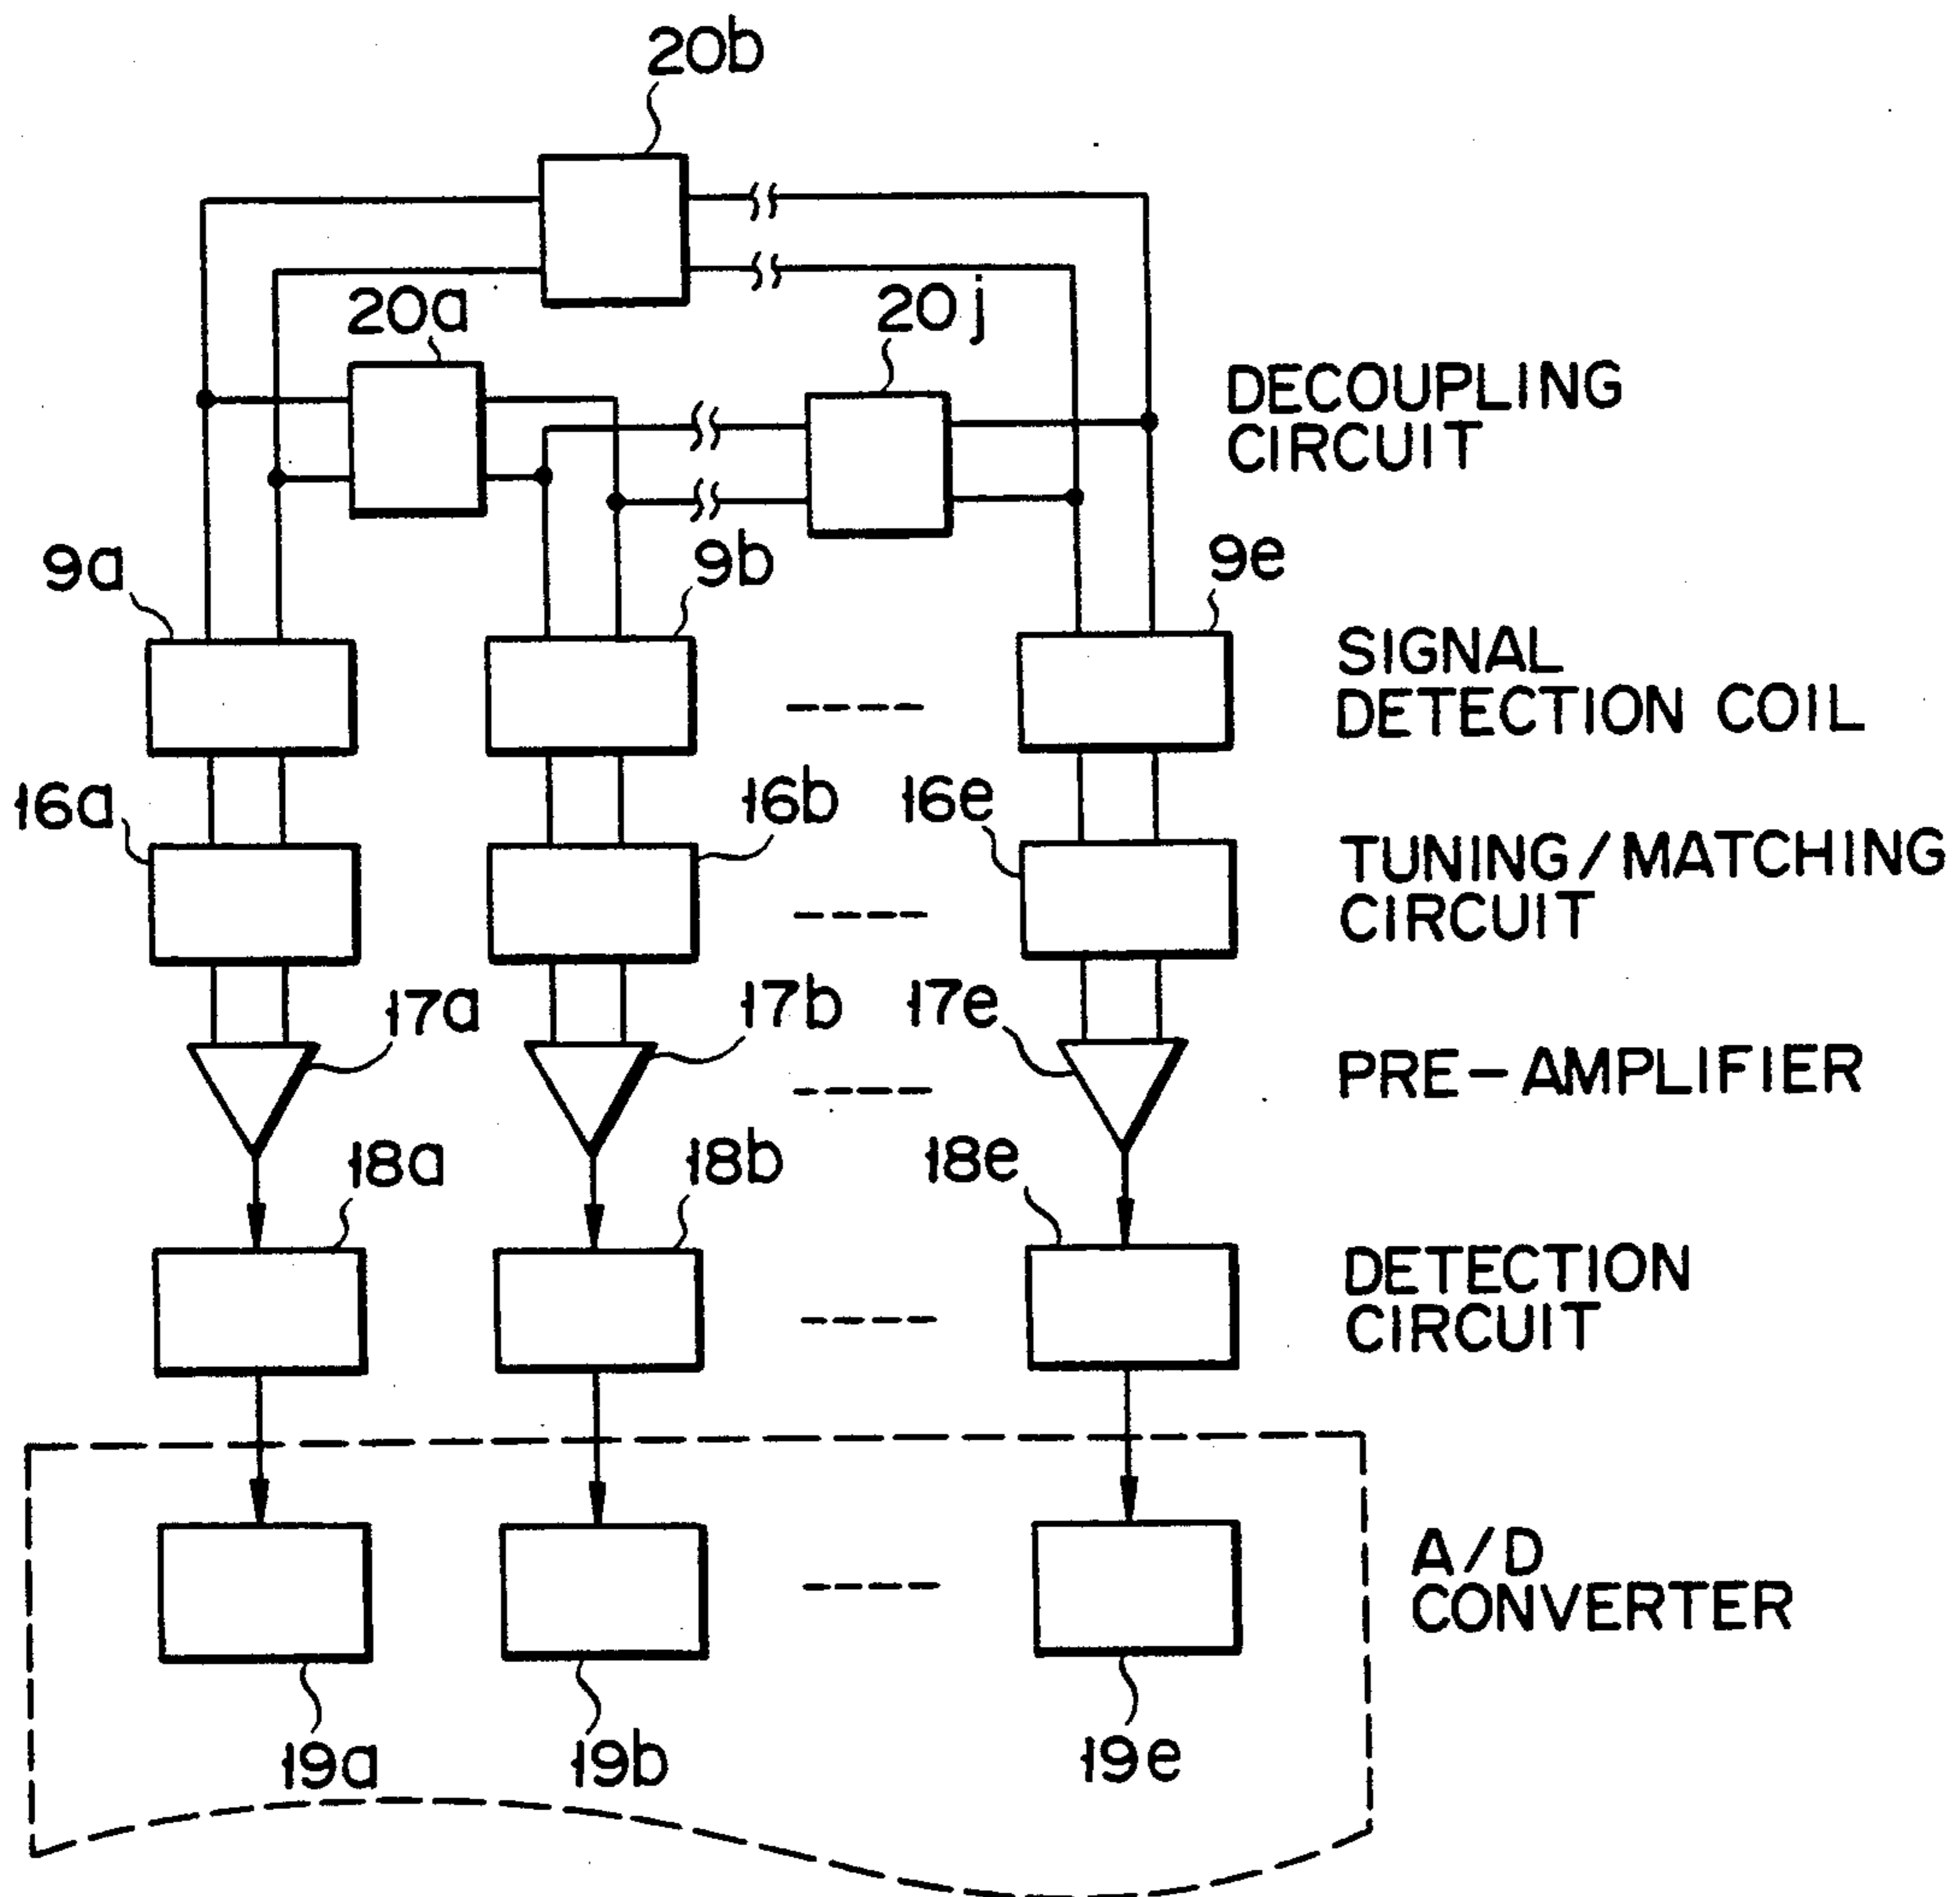 20b
20a
20j
DECOUPLING
CIRCUIT
9a
9b
9e
SIGNAL
DETECTION COIL
16a
16b
16e
TUNING/MATCHING
CIRCUIT
17a
17b
17e
PRE-AMPLIFIER
18a
18b
18e
DETECTION
CIRCUIT
A/D
CONVERTER
19a
19b
19e